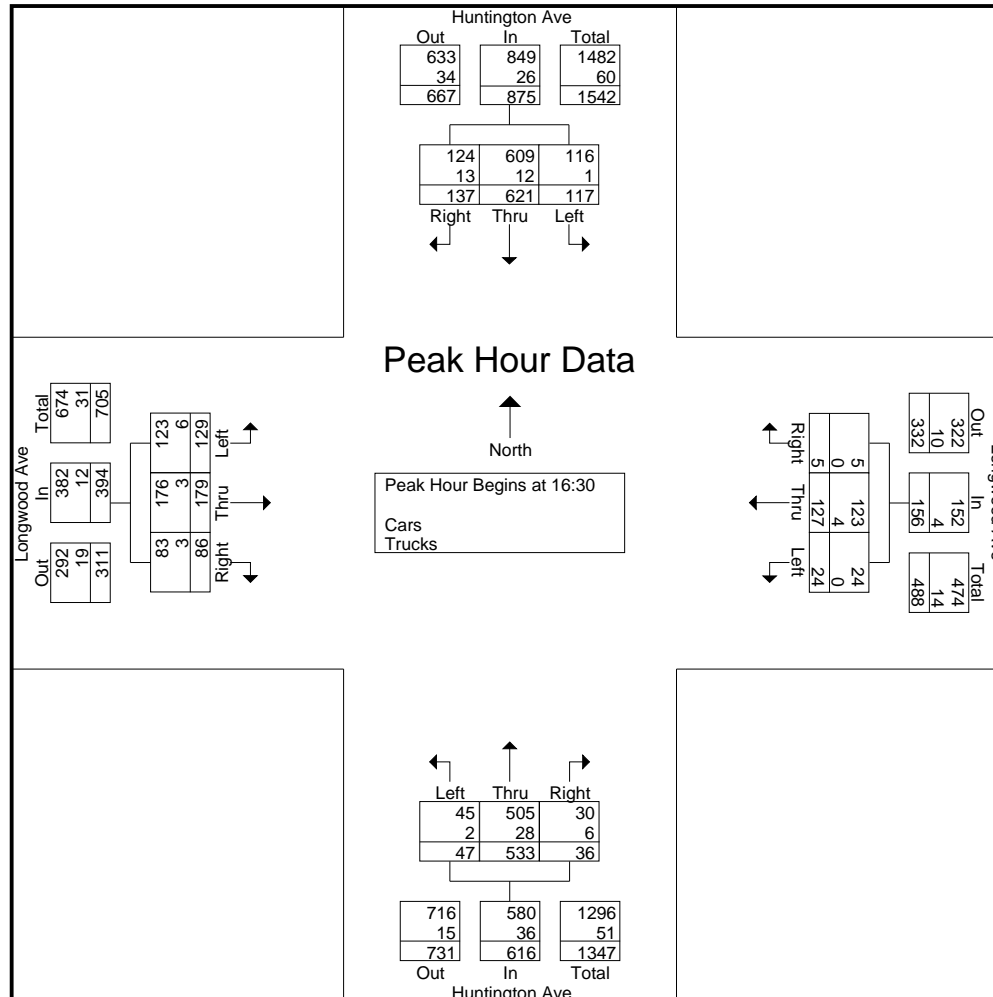 Huntington Ave
Out In Total
633 849 1482
34 26 60
667 875 1542
124 609 116
13 12 1
137 621 117
Right Thru Left
Peak Hour Data
North
Peak Hour Begins at 16:30
Cars
Trucks
Longwood Ave
Total In Out
674 382 292
31 12 19
705 394 311
123 176 83
6 3 3
129 179 86
Left Thru Right
Out In Total
322 152 474
10 4 14
332 156 488
5 123 24
0 4 0
5 127 24
Right Thru Left
Left Thru Right
45 505 30
2 28 6
47 533 36
716 580 1296
15 36 51
731 616 1347
Out In Total
Huntington Ave